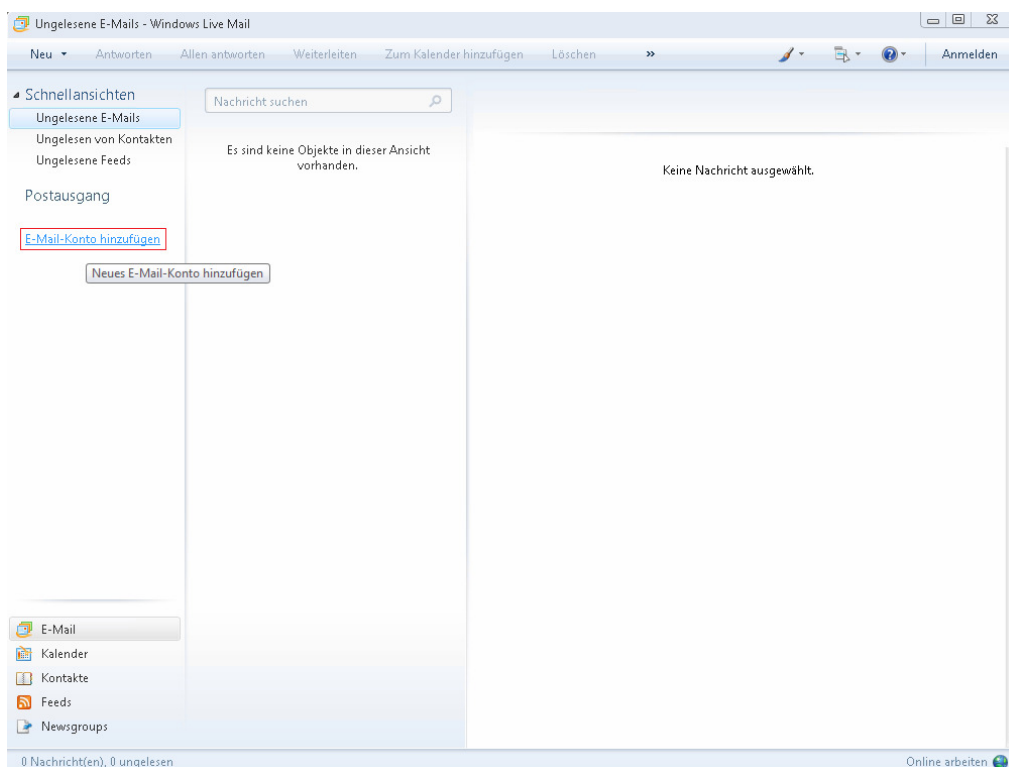 Ungelesene E-Mails - Windows Live Mail
Neu Antworten Allen antworten Weiterleiten Zum Kalender hinzufügen Löschen » Anmelden
Schnellansichten
Ungelesene E-Mails
Ungelesen von Kontakten
Ungelesene Feeds
Postausgang
E-Mail-Konto hinzufügen
Neues E-Mail-Konto hinzufügen
Nachricht suchen
Es sind keine Objekte in dieser Ansicht
vorhanden.
Keine Nachricht ausgewählt.
E-Mail
Kalender
Kontakte
Feeds
Newsgroups
0 Nachricht(en), 0 ungelesen
Online arbeiten